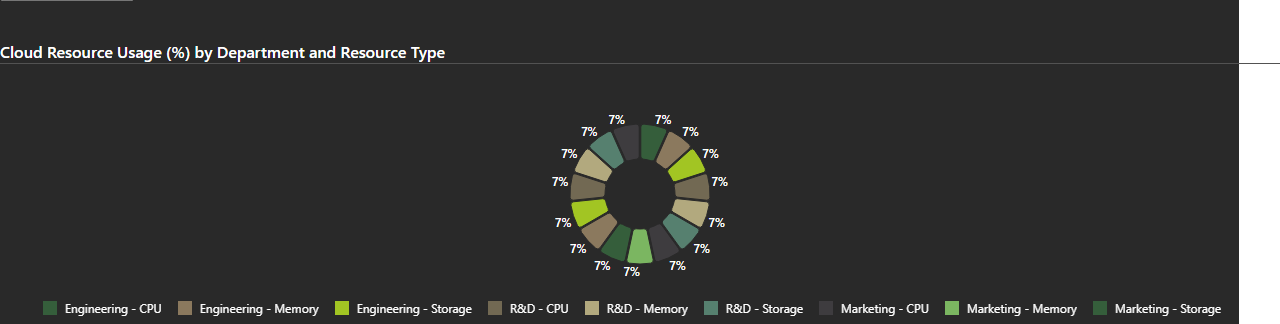 Cloud Resource Usage (%) by Department and Resource Type
7% 7%
7% 7%
7% 7%
7% 7%
7% 7%
7% 7%
7% 7% 7%
Engineering - CPU Engineering - Memory Engineering - Storage R&D - CPU R&D - Memory R&D - Storage Marketing - CPU Marketing - Memory Marketing - Storage